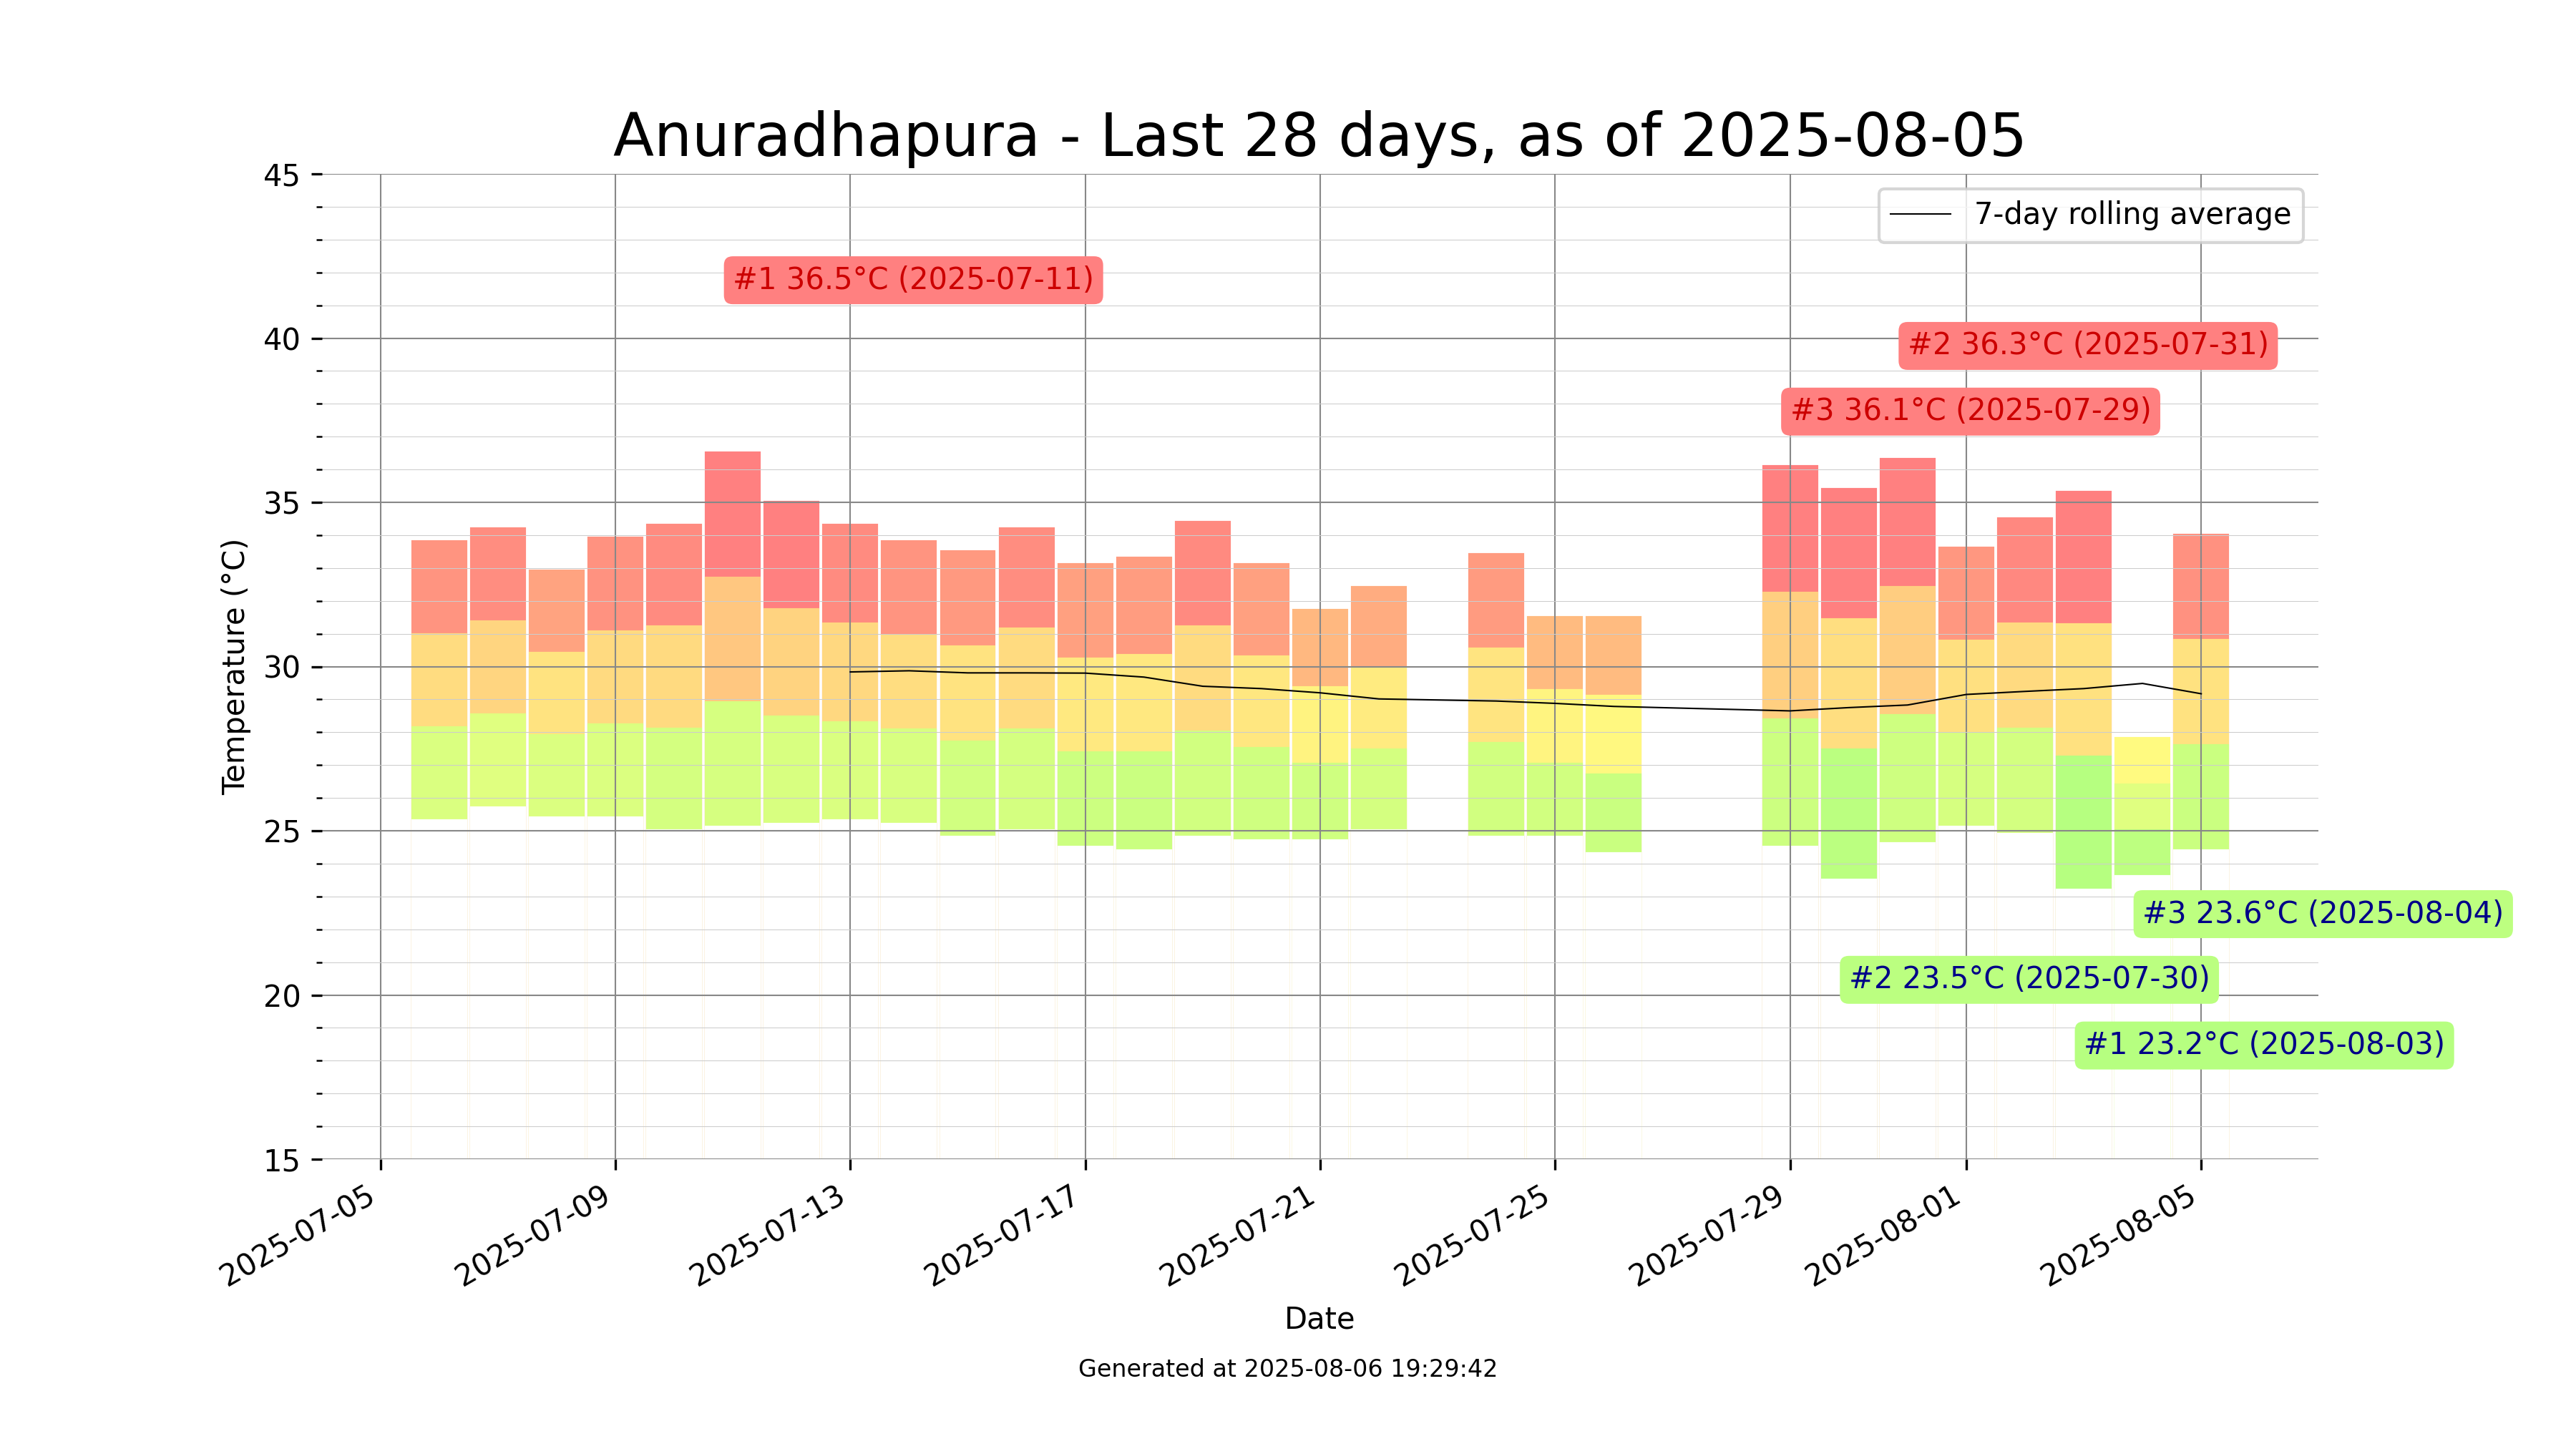 Anuradhapura - Last 28 days, as of 2025-08-05
45
40
35
30
25
20
15
Temperature (°C)
7-day rolling average
#1 36.5°C (2025-07-11)
#2 36.3°C (2025-07-31)
#3 36.1°C (2025-07-29)
#3 23.6°C (2025-08-04)
#2 23.5°C (2025-07-30)
#1 23.2°C (2025-08-03)
2025-07-05
2025-07-09
2025-07-13
2025-07-17
2025-07-21
2025-07-25
2025-07-29
2025-08-01
2025-08-05
Date
Generated at 2025-08-06 19:29:42